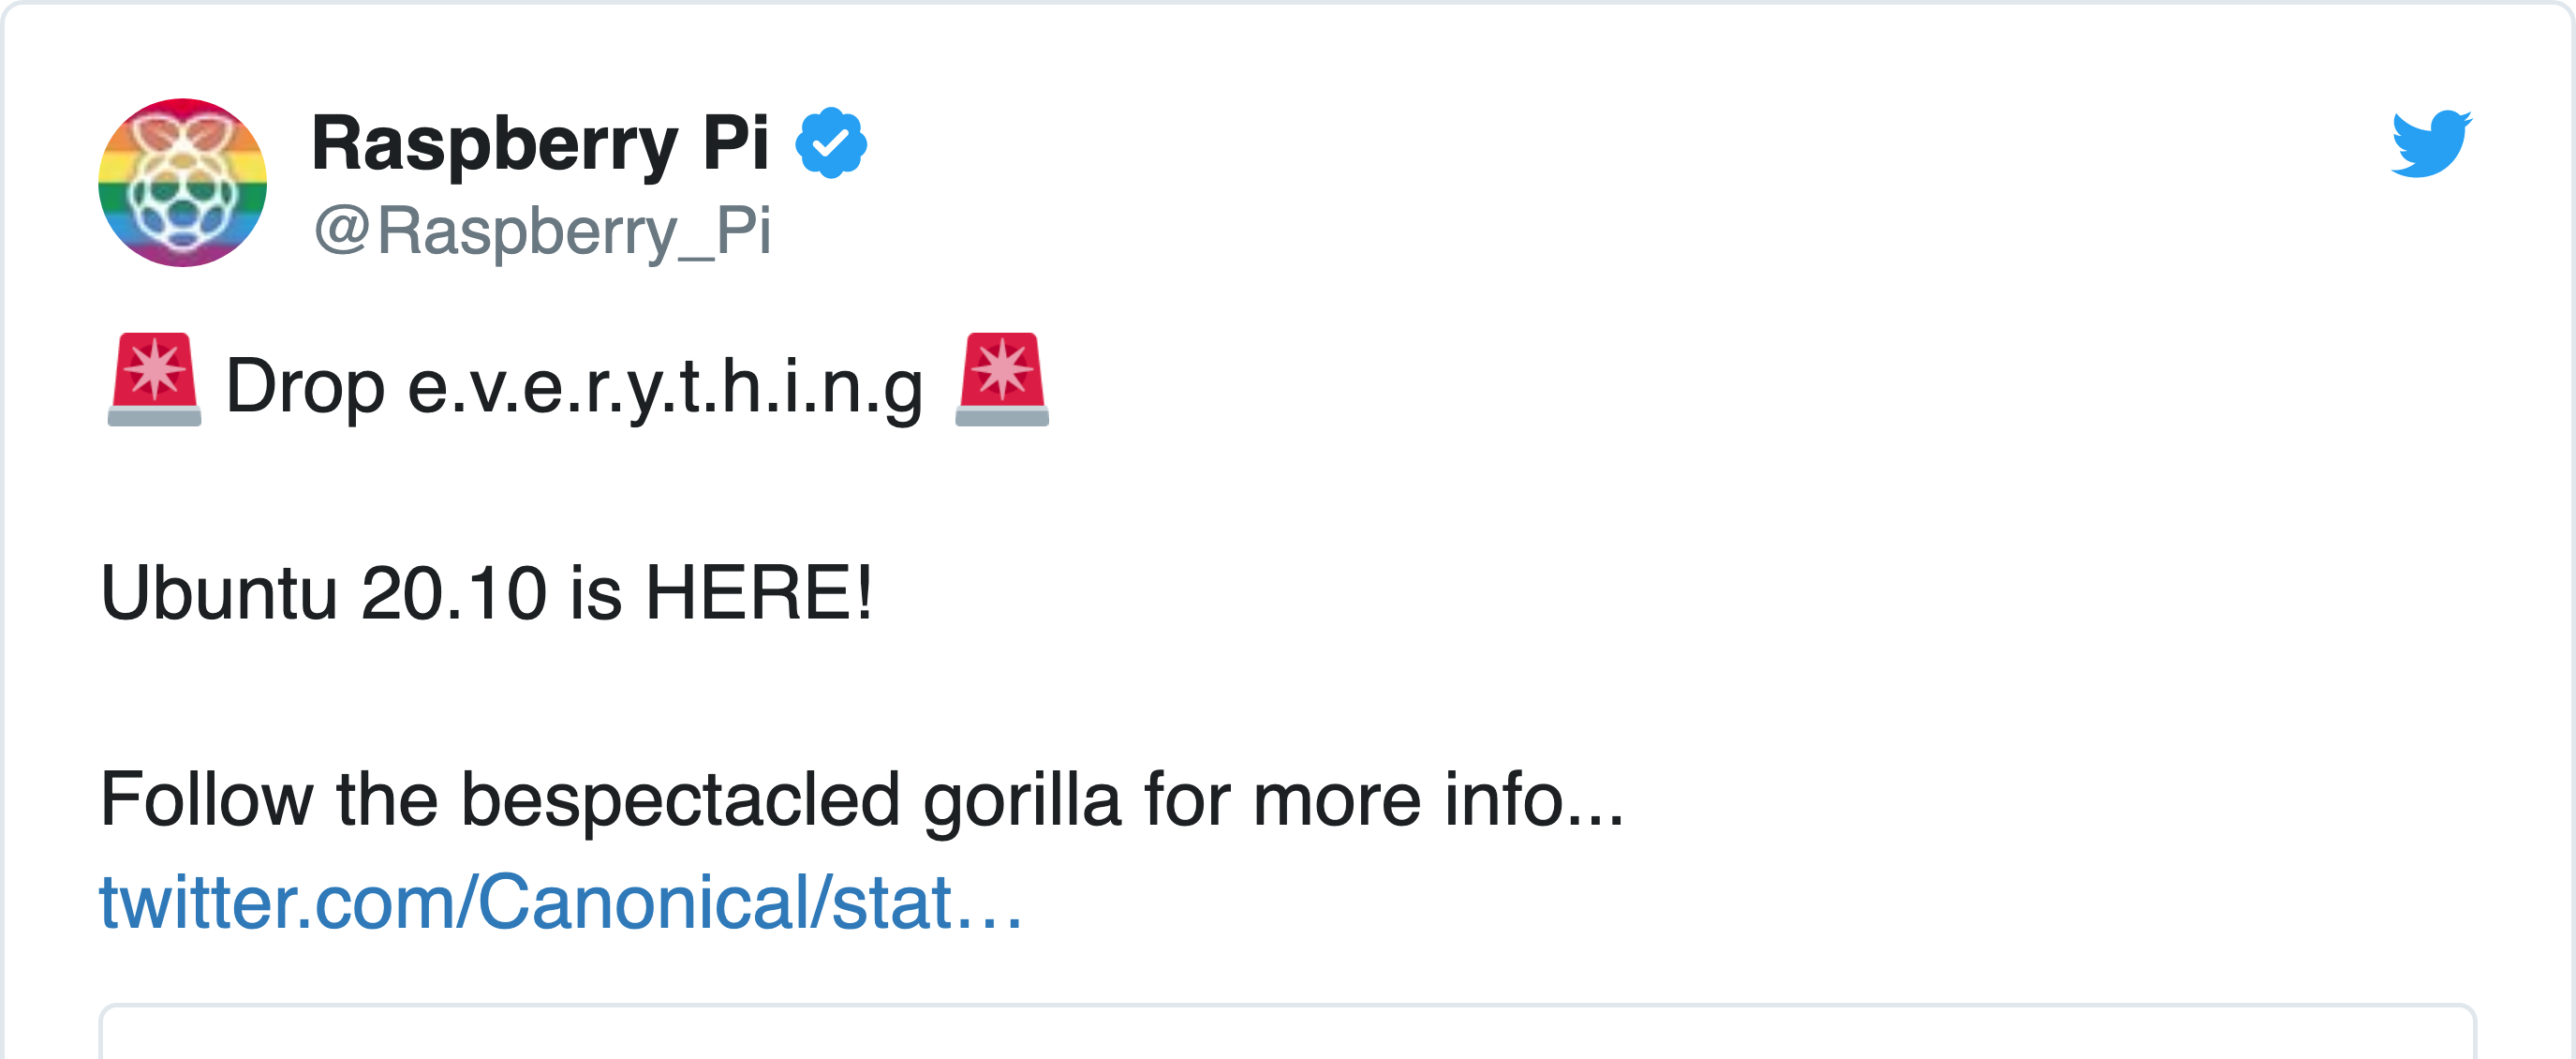 Raspberry Pi
@Raspberry_Pi
🚨 Drop e.v.e.r.y.t.h.i.n.g 🚨
Ubuntu 20.10 is HERE!
Follow the bespectacled gorilla for more info...
twitter.com/Canonical/stat…